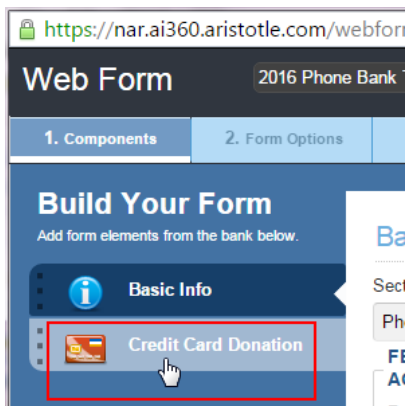 https://nar.ai360.aristotle.com/webfor
Web Form
2016 Phone Bank
1. Components
2. Form Options
Build Your Form
Add form elements from the bank below.
Ba
Basic Info
Sect
Credit Card Donation
Ph
FE
AC